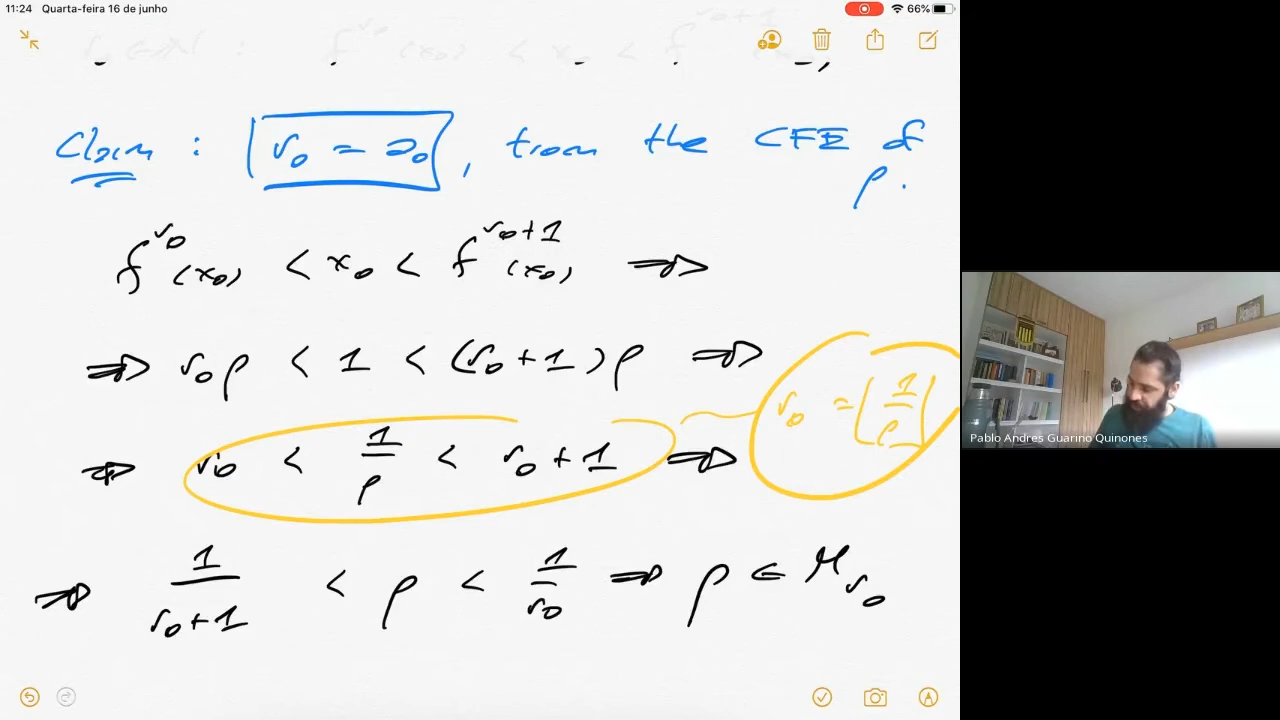 11:24 Quarta-feira 16 de junho 66%
Claim : r₀ = a₀ , from the CFE of ρ .
f^{r₀}(x₀) < x₀ < f^{r₀+1}(x₀) ⇒
⇒ r₀ρ < 1 < (r₀+1)ρ ⇒
r₀ = ⌊1/ρ⌋
⇒ r₀ < 1/ρ < r₀+1 ⇒
⇒ 1/(r₀+1) < ρ < 1/r₀ ⇒ ρ ∈ M_{r₀}
Pablo Andres Guarino Quinones